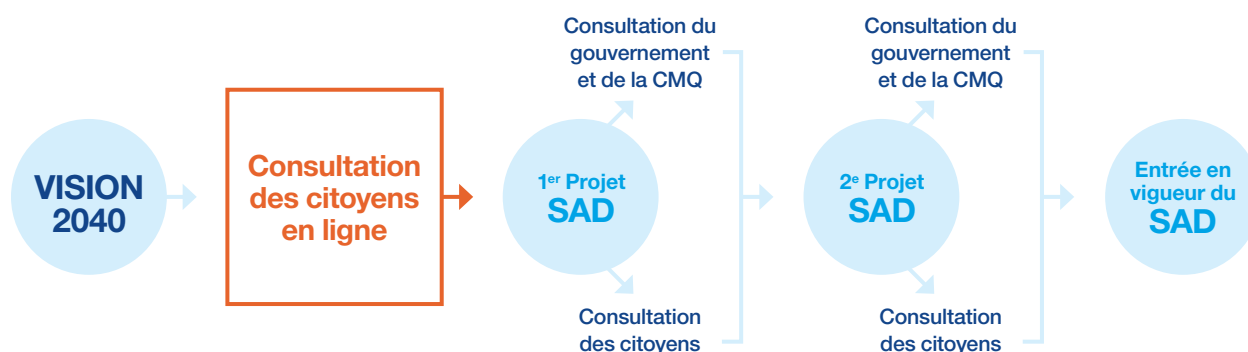 VISION
2040
Consultation
des citoyens
en ligne
Consultation du
gouvernement
et de la CMQ
1er Projet
SAD
Consultation
des citoyens
Consultation du
gouvernement
et de la CMQ
2e Projet
SAD
Consultation
des citoyens
Entrée en
vigueur du
SAD